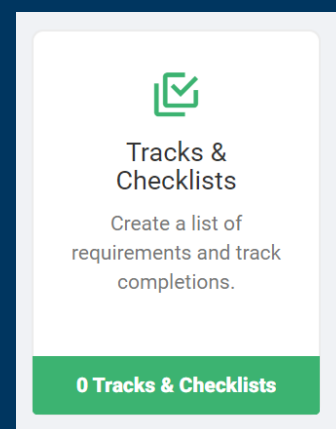 Tracks &
Checklists
Create a list of
requirements and track
completions.
0 Tracks & Checklists